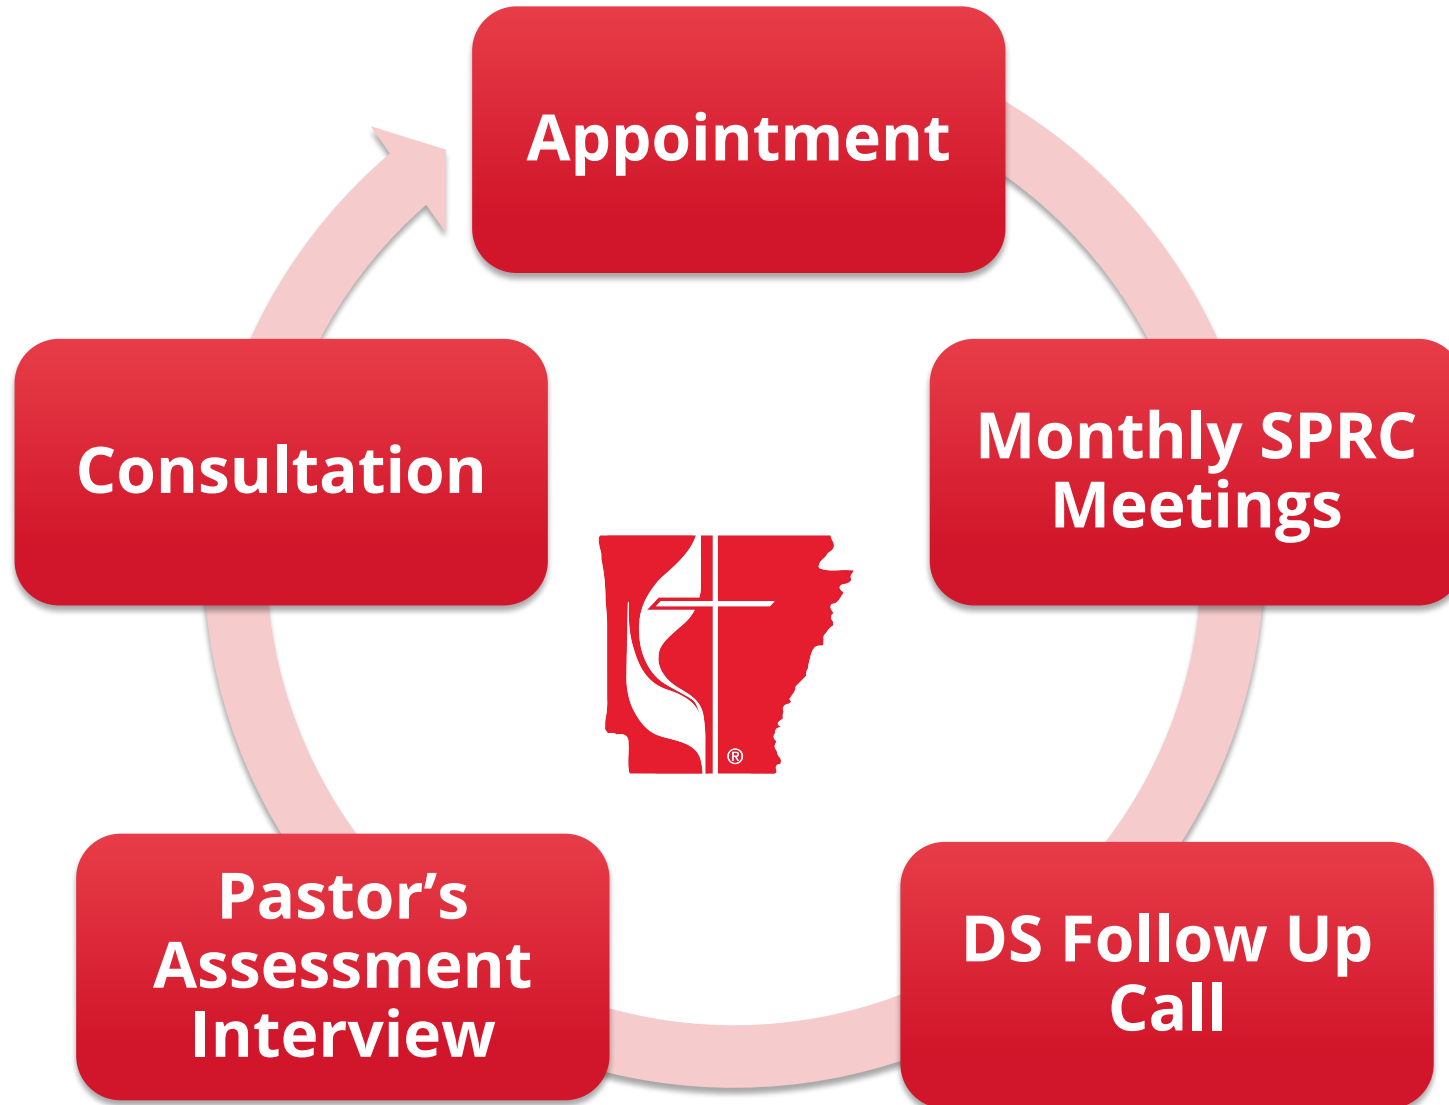 Appointment
Monthly SPRC
Meetings
DS Follow Up
Call
Pastor’s
Assessment
Interview
Consultation
®